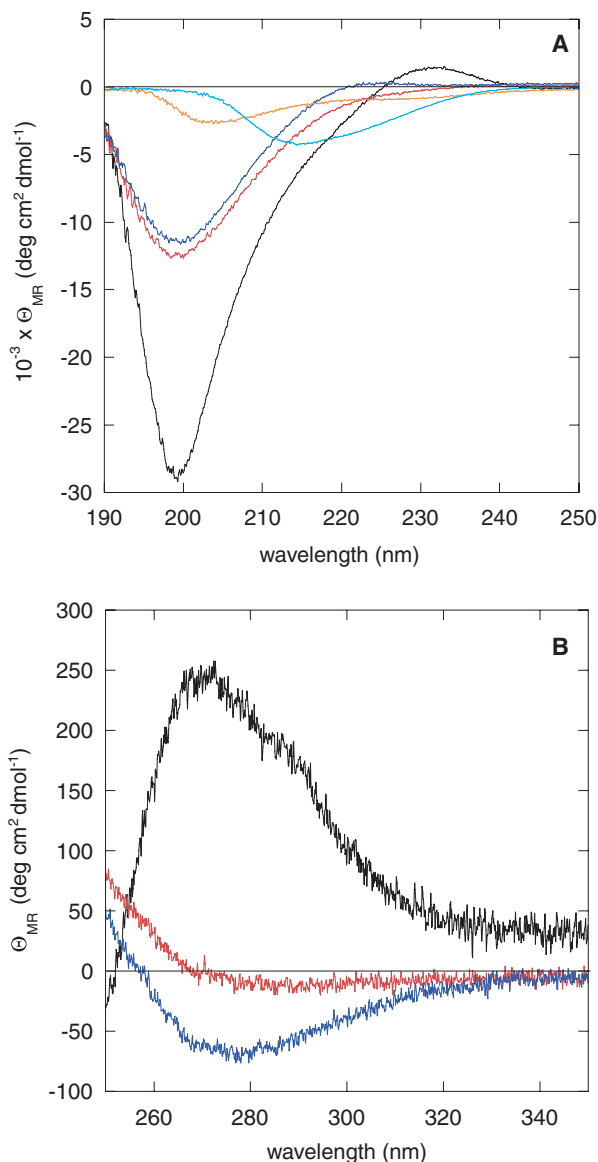 A
5
0
-5
-10
-15
-20
-25
-30
10⁻³ x Θ_MR (deg cm² dmol⁻¹)
190 200 210 220 230 240 250
wavelength (nm)
B
300
250
200
150
100
50
0
-50
-100
Θ_MR (deg cm² dmol⁻¹)
260 280 300 320 340
wavelength (nm)